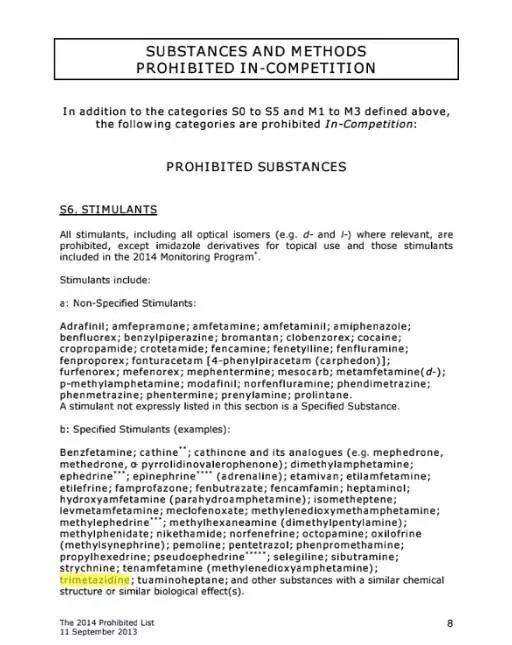 SUBSTANCES AND METHODS
PROHIBITED IN-COMPETITION
In addition to the categories S0 to S5 and M1 to M3 defined above,
the following categories are prohibited In-Competition:
PROHIBITED SUBSTANCES
S6. STIMULANTS
All stimulants, including all optical isomers (e.g. d- and l-) where relevant, are
prohibited, except imidazole derivatives for topical use and those stimulants
included in the 2014 Monitoring Program*.
Stimulants include:
a: Non-Specified Stimulants:
Adrafinil; amfepramone; amfetamine; amfetaminil; amiphenazole;
benfluorex; benzylpiperazine; bromantan; clobenzorex; cocaine;
cropropamide; crotetamide; fencamine; fenetylline; fenfluramine;
fenproporex; fonturacetam [4-phenylpiracetam (carphedon)];
furfenorex; mefenorex; mephentermine; mesocarb; metamfetamine(d-);
p-methylamphetamine; modafinil; norfenfluramine; phendimetrazine;
phenmetrazine; phentermine; prenylamine; prolintane.
A stimulant not expressly listed in this section is a Specified Substance.
b: Specified Stimulants (examples):
Benzfetamine; cathine**; cathinone and its analogues (e.g. mephedrone,
methedrone, α- pyrrolidinovalerophenone); dimethylamphetamine;
ephedrine***; epinephrine**** (adrenaline); etamivan; etilamfetamine;
etilefrine; famprofazone; fenbutrazate; fencamfamin; heptaminol;
hydroxyamfetamine (parahydroxyamphetamine); isometheptene;
levmetamfetamine; meclofenoxate; methylenedioxymethamphetamine;
methylephedrine***; methylhexaneamine (dimethylpentylamine);
methylphenidate; nikethamide; norfenefrine; octopamine; oxilofrine
(methylsynephrine); pemoline; pentetrazol; phenpromethamine;
propylhexedrine; pseudoephedrine*****; selegiline; sibutramine;
strychnine; tenamfetamine (methylenedioxyamphetamine);
trimetazidine; tuaminoheptane; and other substances with a similar chemical
structure or similar biological effect(s).
The 2014 Prohibited List
11 September 2013
8